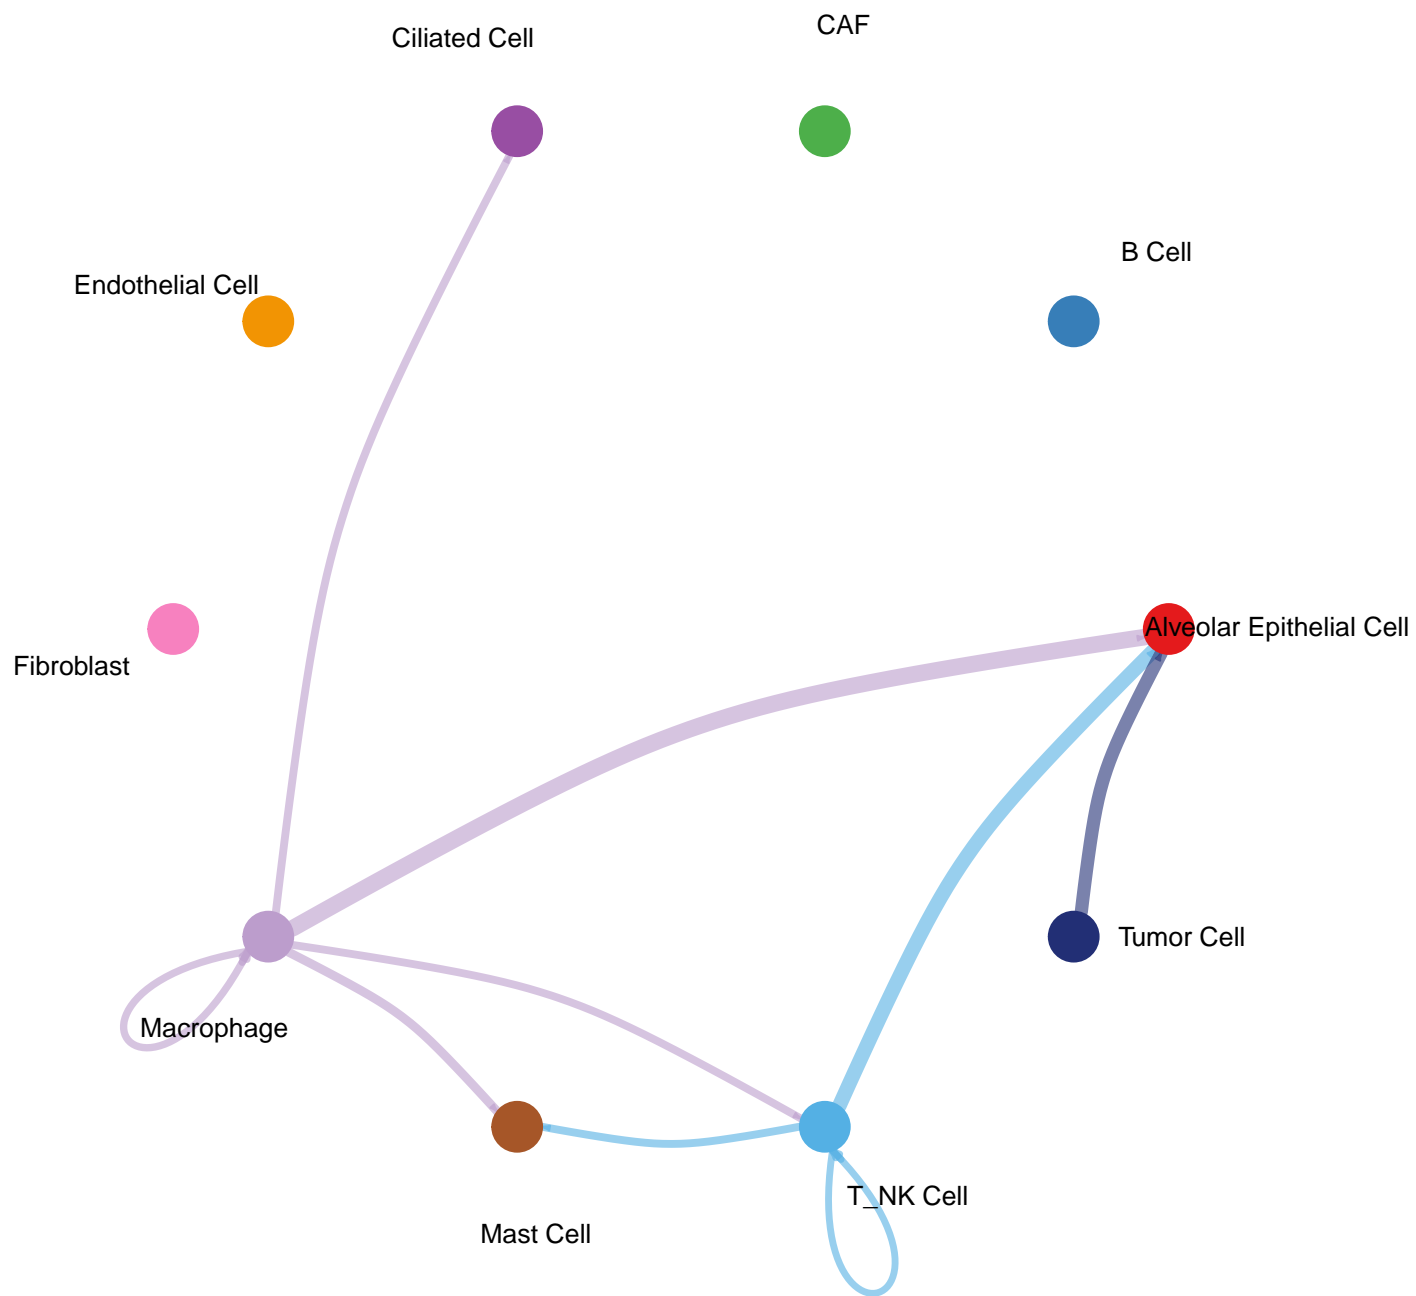 CAF
Ciliated Cell
B Cell
Endothelial Cell
Alveolar Epithelial Cell
Fibroblast
Tumor Cell
Macrophage
T_NK Cell
Mast Cell